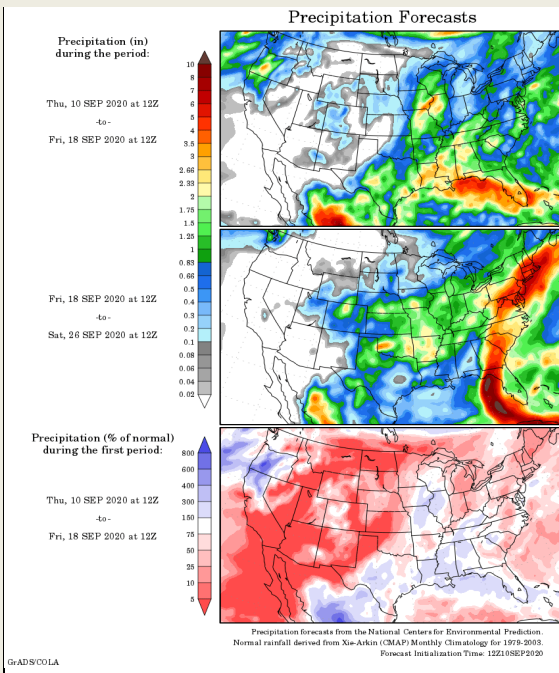 Precipitation Forecasts
Precipitation (in)
during the period:
Thu, 10 SEP 2020 at 12Z
-to-
Fri, 18 SEP 2020 at 12Z
10
8
7
6
5
4
3.5
3
2.66
2.33
2
1.75
1.5
1.25
1
0.83
0.66
0.5
0.4
0.3
0.2
0.1
0.08
0.06
0.04
0.02
Fri, 18 SEP 2020 at 12Z
-to-
Sat, 26 SEP 2020 at 12Z
Precipitation (% of normal)
during the first period:
Thu, 10 SEP 2020 at 12Z
-to-
Fri, 18 SEP 2020 at 12Z
800
600
400
300
150
75
50
25
10
5
Precipitation forecasts from the National Centers for Environmental Prediction.
Normal rainfall derived from Xie-Arkin (CMAP) Monthly Climatology for 1979-2003.
Forecast Initialization Time: 12Z10SEP2020
GrADS/COLA